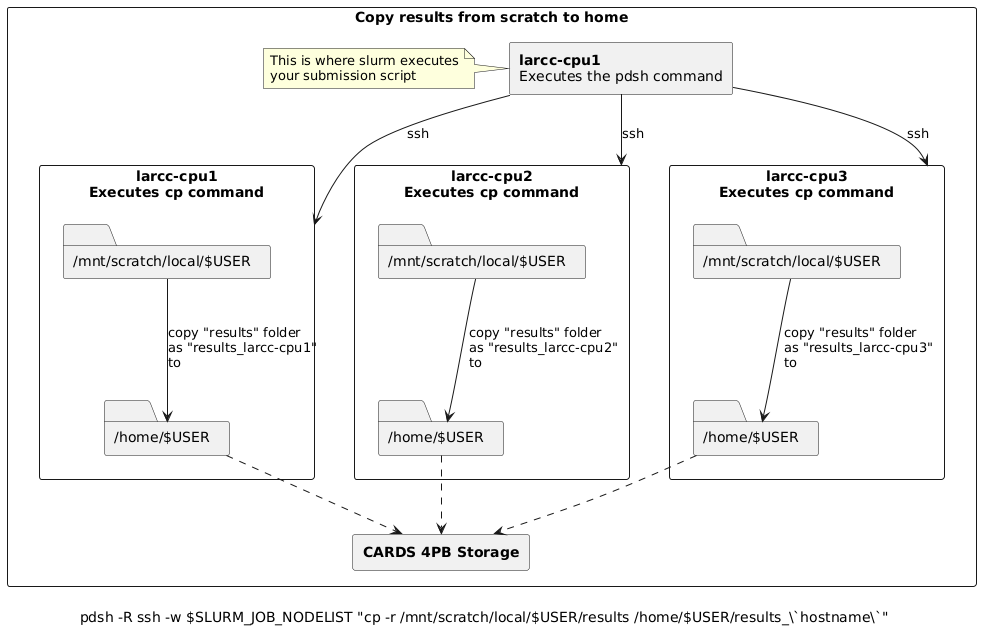 Copy results from scratch to home
This is where slurm executes
your submission script
larcc-cpu1
Executes the pdsh command
ssh
ssh
ssh
larcc-cpu1
Executes cp command
larcc-cpu2
Executes cp command
larcc-cpu3
Executes cp command
/mnt/scratch/local/$USER
/mnt/scratch/local/$USER
/mnt/scratch/local/$USER
copy "results" folder
as "results_larcc-cpu1"
to
copy "results" folder
as "results_larcc-cpu2"
to
copy "results" folder
as "results_larcc-cpu3"
to
/home/$USER
/home/$USER
/home/$USER
CARDS 4PB Storage
pdsh -R ssh -w $SLURM_JOB_NODELIST "cp -r /mnt/scratch/local/$USER/results /home/$USER/results_\`hostname\`"